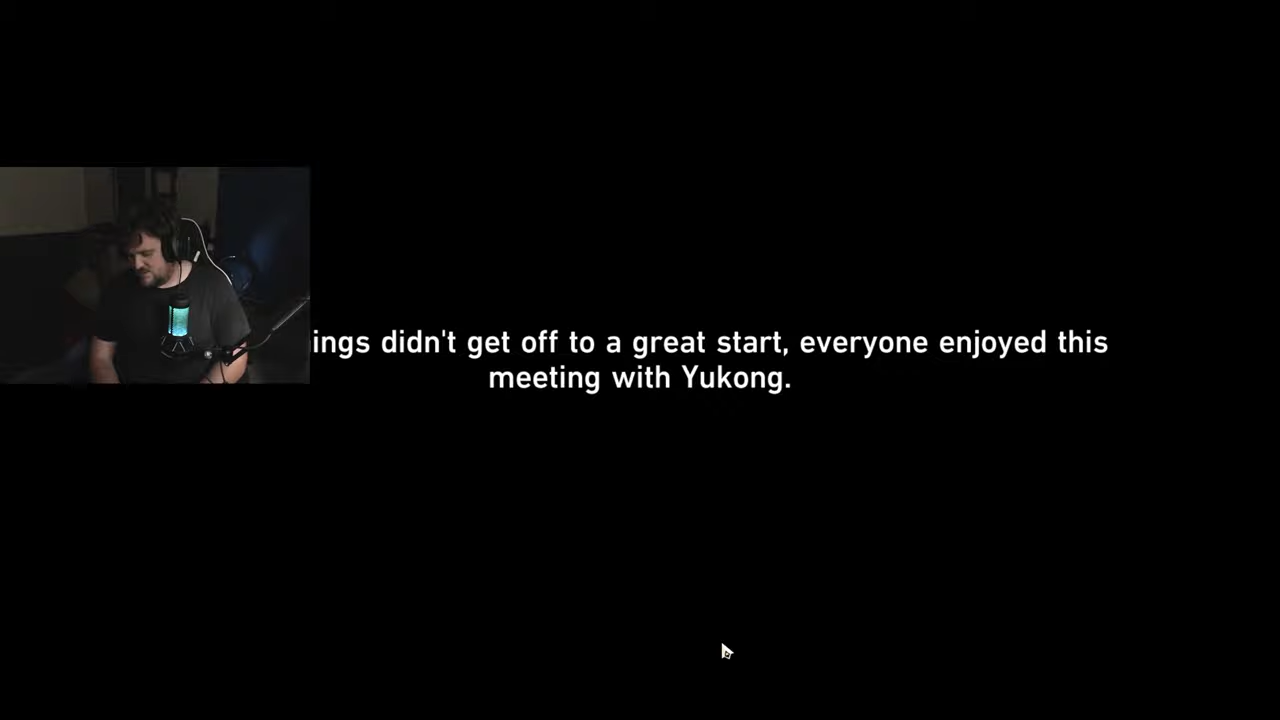 ings didn't get off to a great start, everyone enjoyed this
meeting with Yukong.